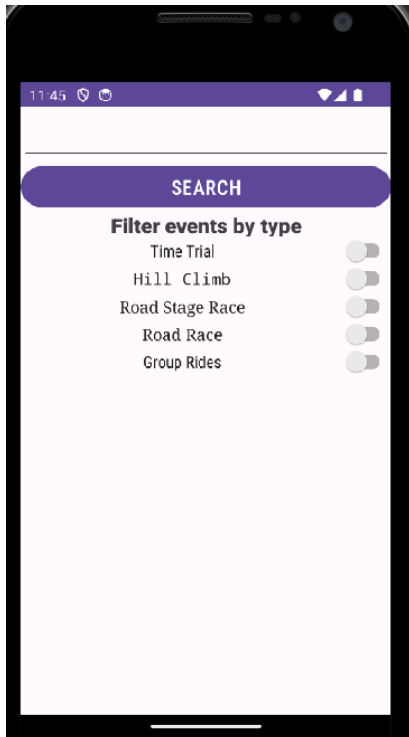 11:45
SEARCH
Filter events by type
Time Trial
Hill Climb
Road Stage Race
Road Race
Group Rides